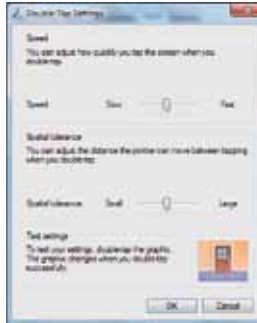 Double-Tap Settings
Speed
You can adjust how quickly you tap the screen when you
double-tap.
Speed: Slow Fast
Spatial tolerance
You can adjust the distance the pointer can move between tapping
when you double-tap.
Spatial tolerance: Small Large
Test settings
To test your settings, double-tap the graphic.
The graphic changes when you double-tap
successfully.
OK Cancel